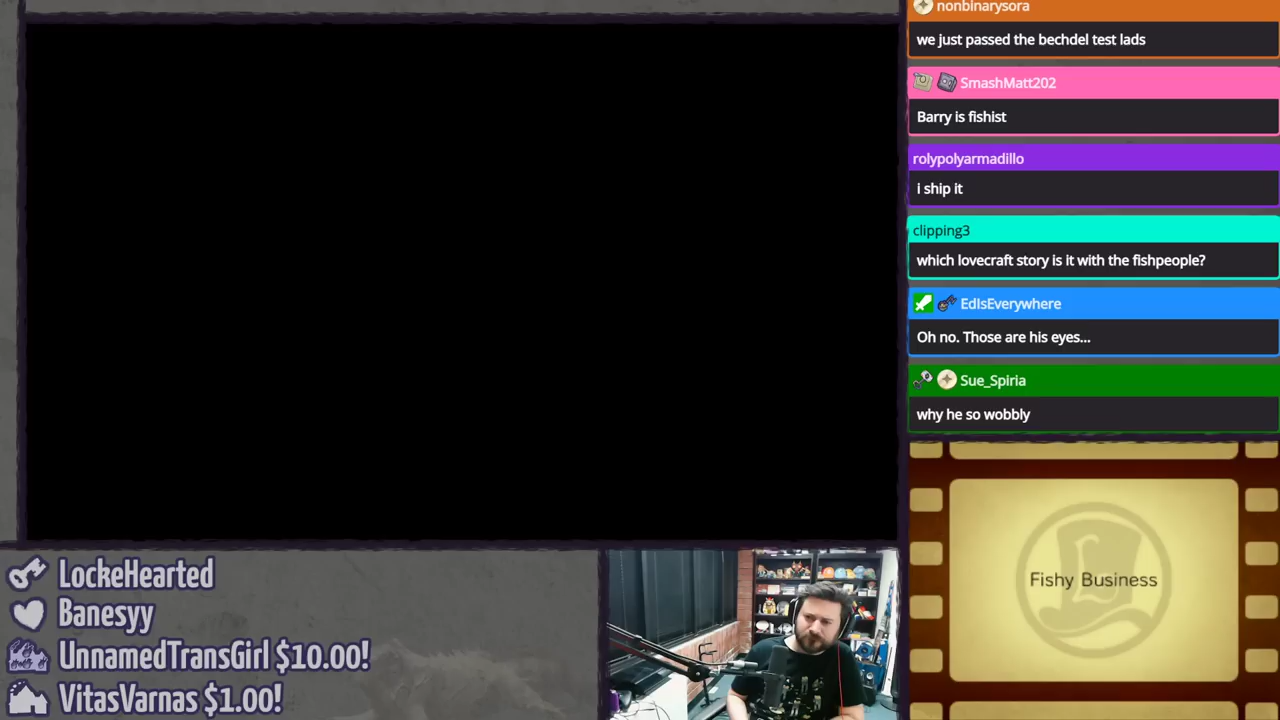 nonbinarysora
we just passed the bechdel test lads
SmashMatt202
Barry is fishist
rolypolyarmadillo
i ship it
clipping3
which lovecraft story is it with the fishpeople?
EdIsEverywhere
Oh no. Those are his eyes...
Sue_Spiria
why he so wobbly
Fishy Business
LockeHearted
Banesyy
UnnamedTransGirl $10.00!
VitasVarnas $1.00!